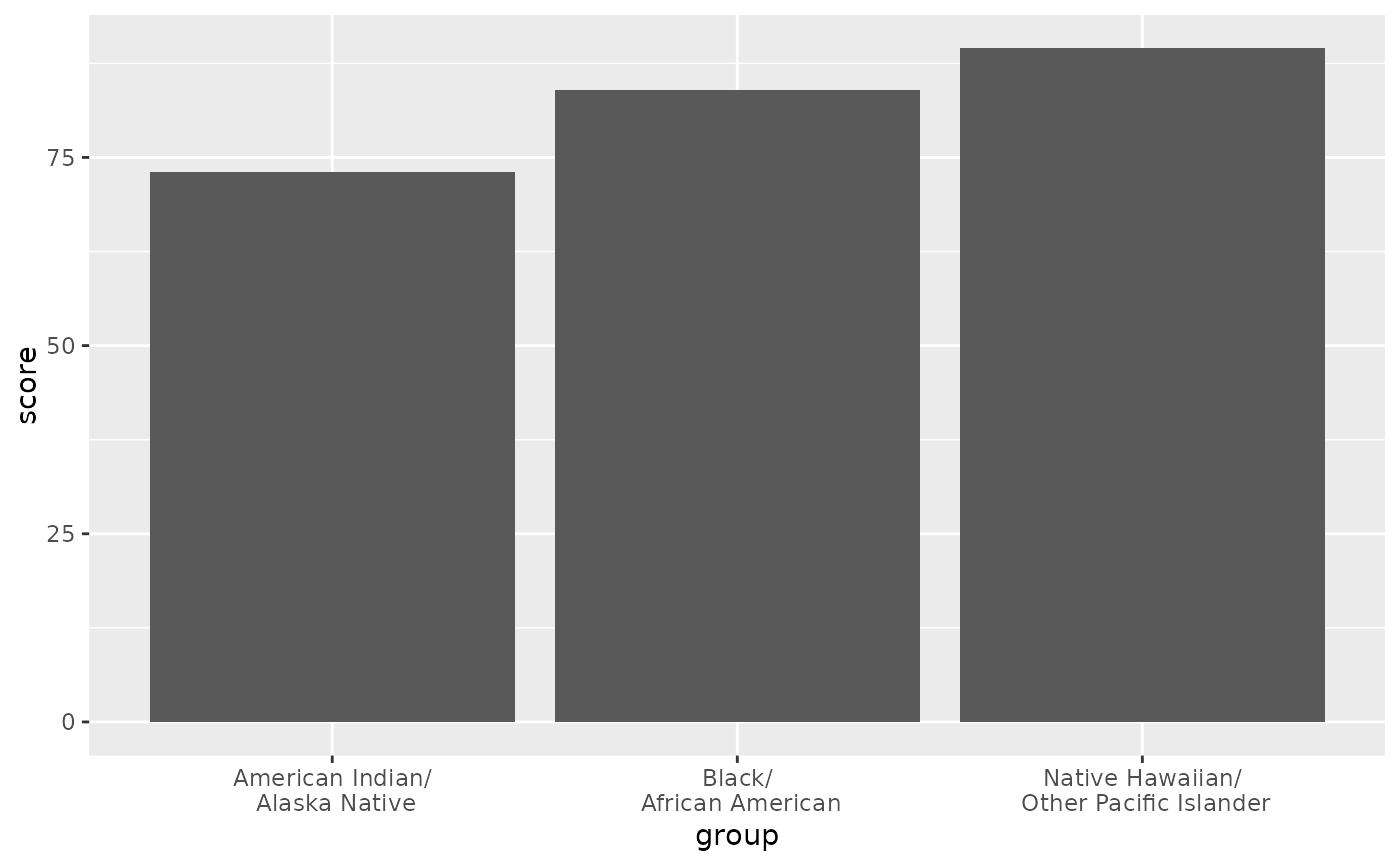 75
50
25
0
score
American Indian/
Alaska Native
Black/
African American
Native Hawaiian/
Other Pacific Islander
group